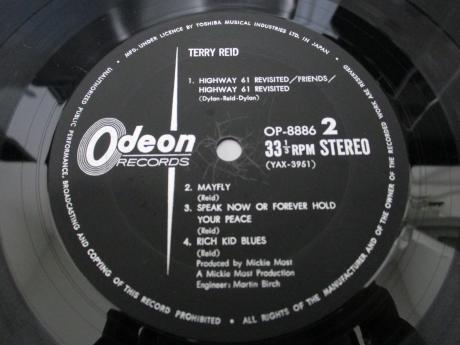 • MFG. UNDER LICENCE BY TOSHIBA MUSICAL INDUSTRIES LTD. IN JAPAN •
UNAUTHORIZED PUBLIC PERFORMANCE, BROADCASTING AND COPYING OF THIS RECORD PROHIBITED • ALL RIGHTS OF THE MANUFACTURER AND OF THE OWNER OF THE RECORDED WORK ARE RESERVED
TERRY REID
1. HIGHWAY 61 REVISITED/FRIENDS/
HIGHWAY 61 REVISITED
(Dylan-Reid-Dylan)
Odeon
RECORDS
OP-8886 2
33 1/3 RPM STEREO
(YAX-3951)
2. MAYFLY
(Reid)
3. SPEAK NOW OR FOREVER HOLD
YOUR PEACE
(Reid)
4. RICH KID BLUES
(Reid)
Produced by Mickie Most
A Mickie Most Production
Engineer: Martin Birch